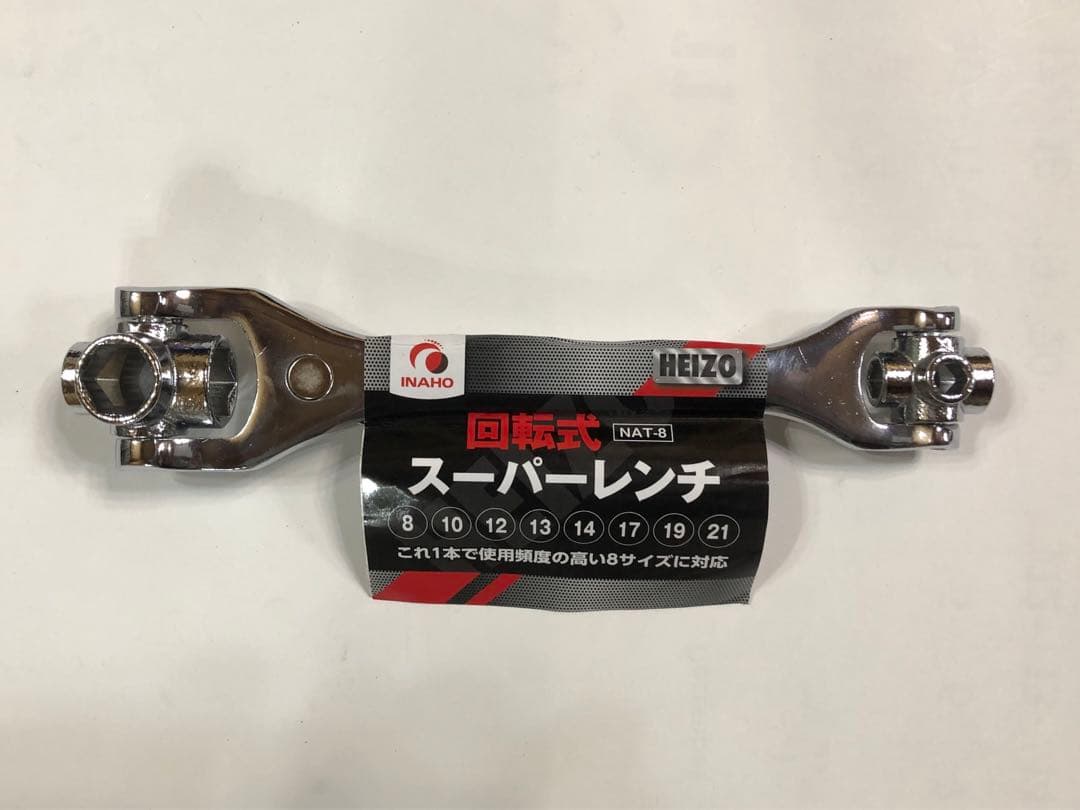 INAHO
HEIZO
回転式 NAT-8
スーパーレンチ
8 10 12 13 14 17 19 21
これ1本で使用頻度の高い8サイズに対応